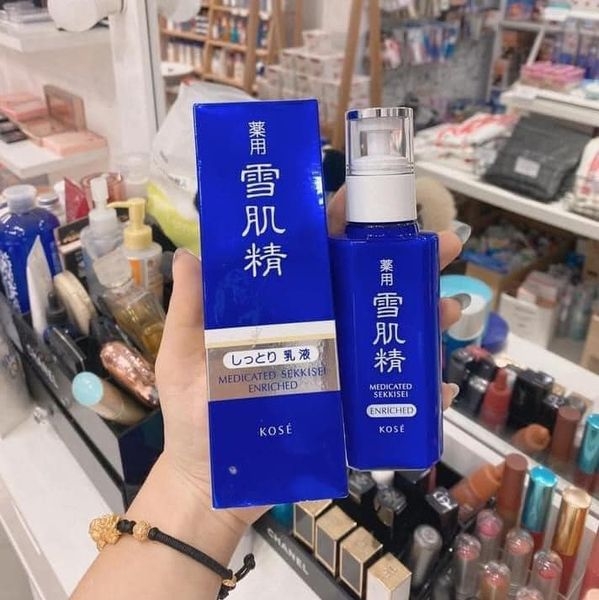 薬用
雪肌精
しっとり 乳液
MEDICATED SEKKISEI
ENRICHED
KOSÉ
薬用
雪肌精
MEDICATED
SEKKISEI
ENRICHED
KOSÉ
CHANEL